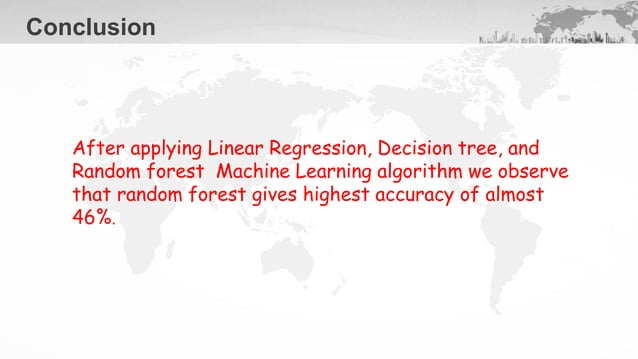 Conclusion
After applying Linear Regression, Decision tree, and
Random forest  Machine Learning algorithm we observe
that random forest gives highest accuracy of almost
46%.